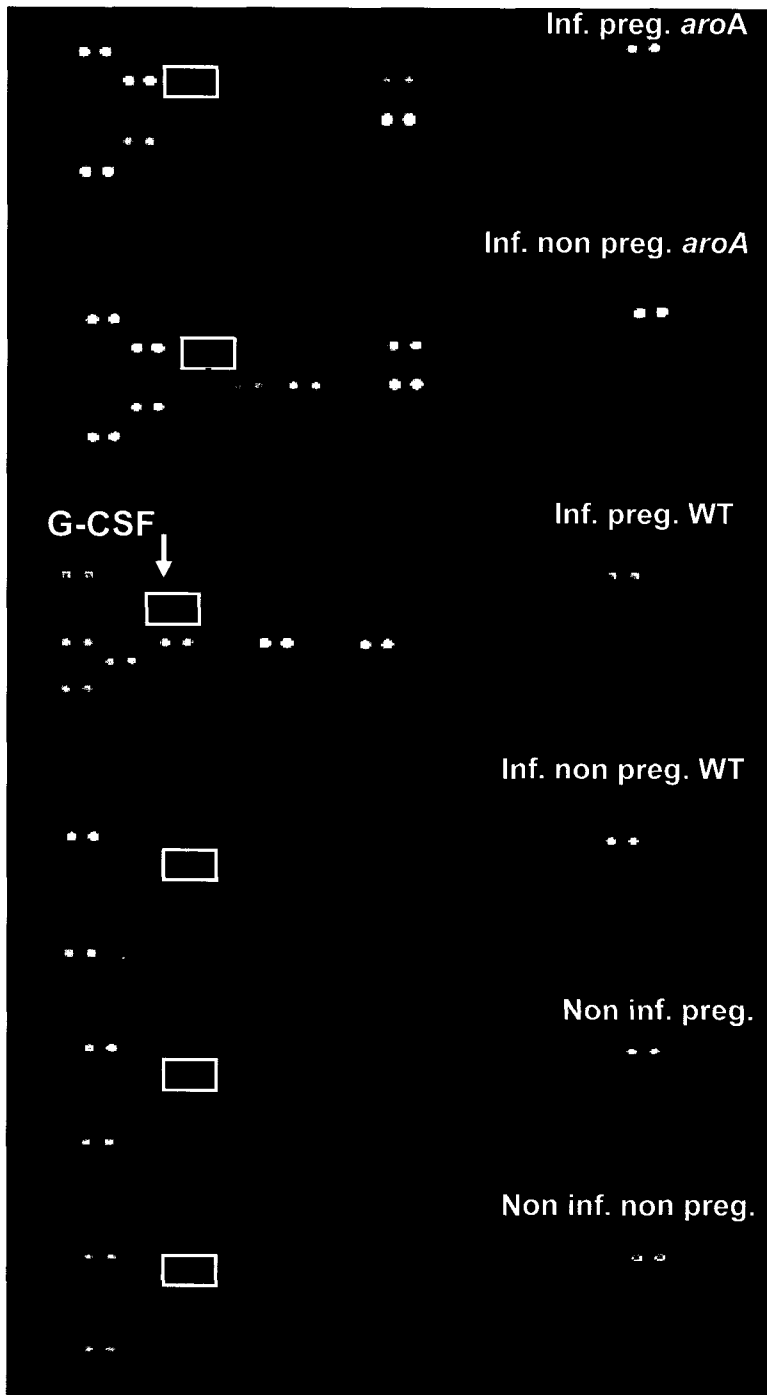 Inf. preg. aroA
Inf. non preg. aroA
G-CSF
Inf. preg. WT
Inf. non preg. WT
Non inf. preg.
Non inf. non preg.